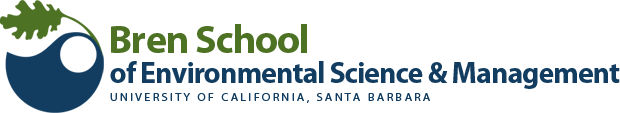 Bren School
of Environmental Science & Management
UNIVERSITY OF CALIFORNIA, SANTA BARBARA